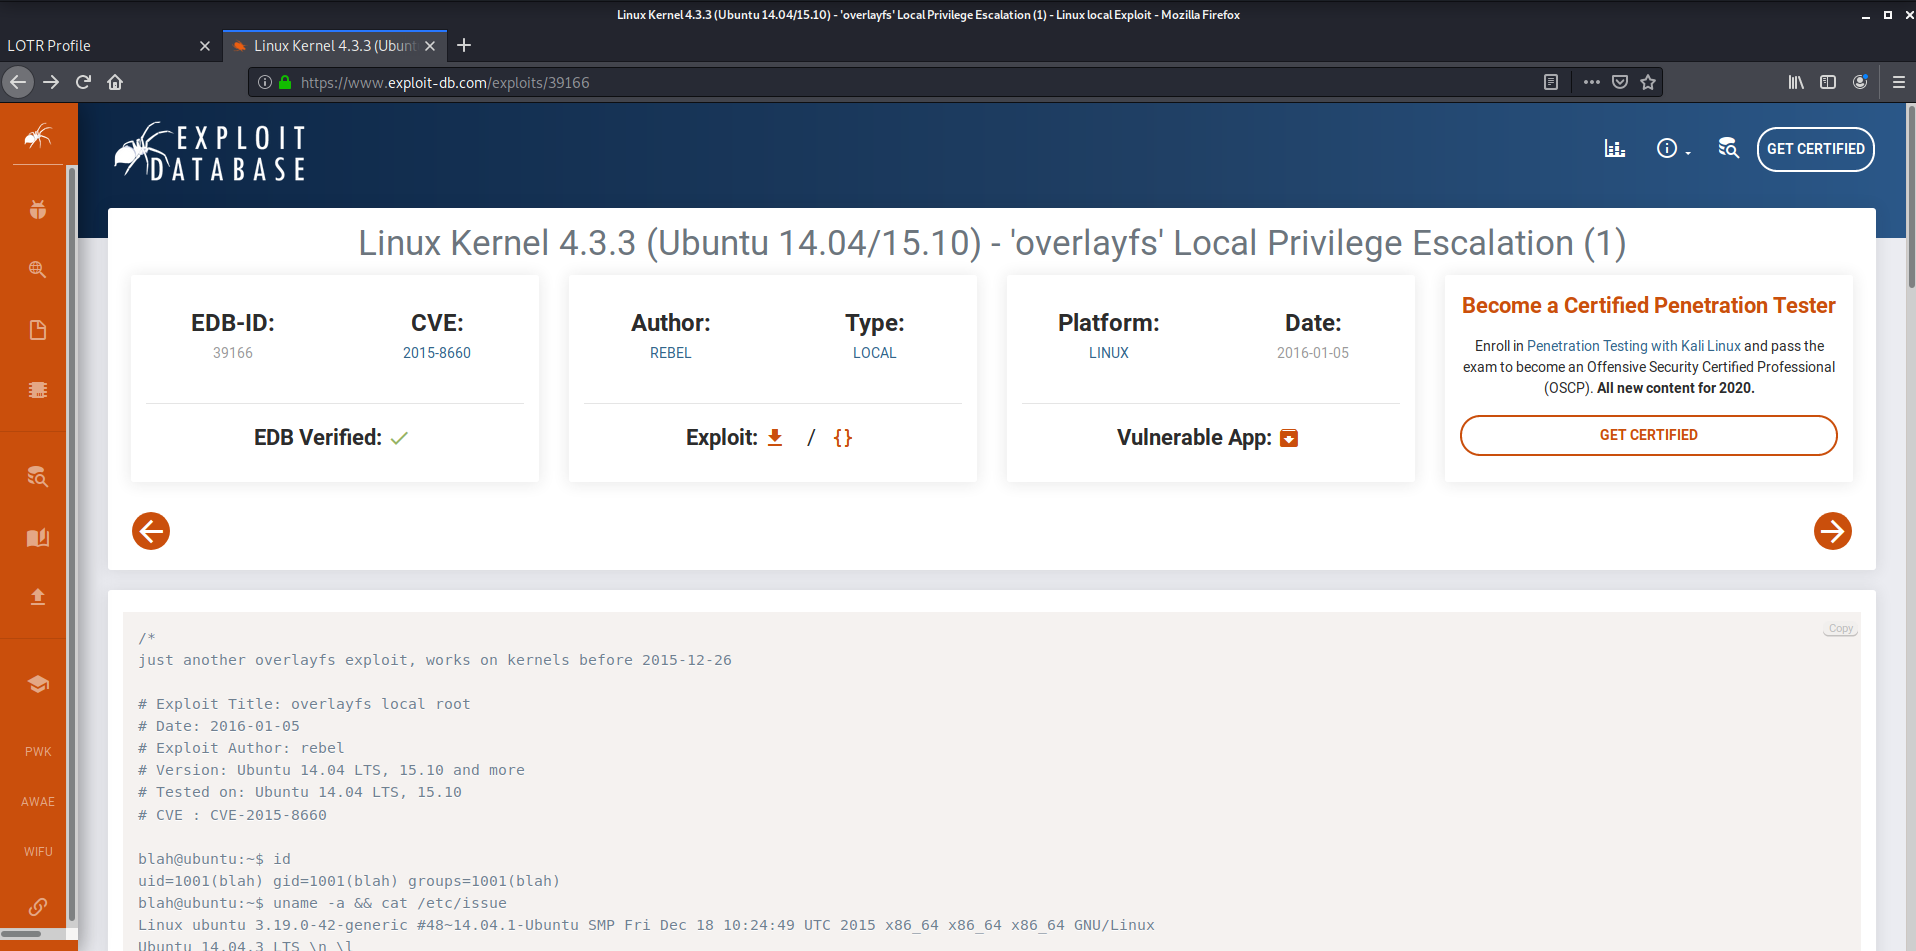 Linux Kernel 4.3.3 (Ubuntu 14.04/15.10) - 'overlayfs' Local Privilege Escalation (1) - Linux local Exploit - Mozilla Firefox
LOTR Profile
Linux Kernel 4.3.3 (Ubunt
https://www.exploit-db.com/exploits/39166
EXPLOIT
DATABASE
GET CERTIFIED
Linux Kernel 4.3.3 (Ubuntu 14.04/15.10) - 'overlayfs' Local Privilege Escalation (1)
EDB-ID:
39166
CVE:
2015-8660
EDB Verified:
Author:
REBEL
Type:
LOCAL
Exploit: / {}
Platform:
LINUX
Date:
2016-01-05
Vulnerable App:
Become a Certified Penetration Tester
Enroll in Penetration Testing with Kali Linux and pass the
exam to become an Offensive Security Certified Professional
(OSCP). All new content for 2020.
GET CERTIFIED
PWK
AWAE
WIFU
Copy
/*
just another overlayfs exploit, works on kernels before 2015-12-26
# Exploit Title: overlayfs local root
# Date: 2016-01-05
# Exploit Author: rebel
# Version: Ubuntu 14.04 LTS, 15.10 and more
# Tested on: Ubuntu 14.04 LTS, 15.10
# CVE : CVE-2015-8660
blah@ubuntu:~$ id
uid=1001(blah) gid=1001(blah) groups=1001(blah)
blah@ubuntu:~$ uname -a && cat /etc/issue
Linux ubuntu 3.19.0-42-generic #48~14.04.1-Ubuntu SMP Fri Dec 18 10:24:49 UTC 2015 x86_64 x86_64 x86_64 GNU/Linux
Ubuntu 14.04.3 LTS \n \l